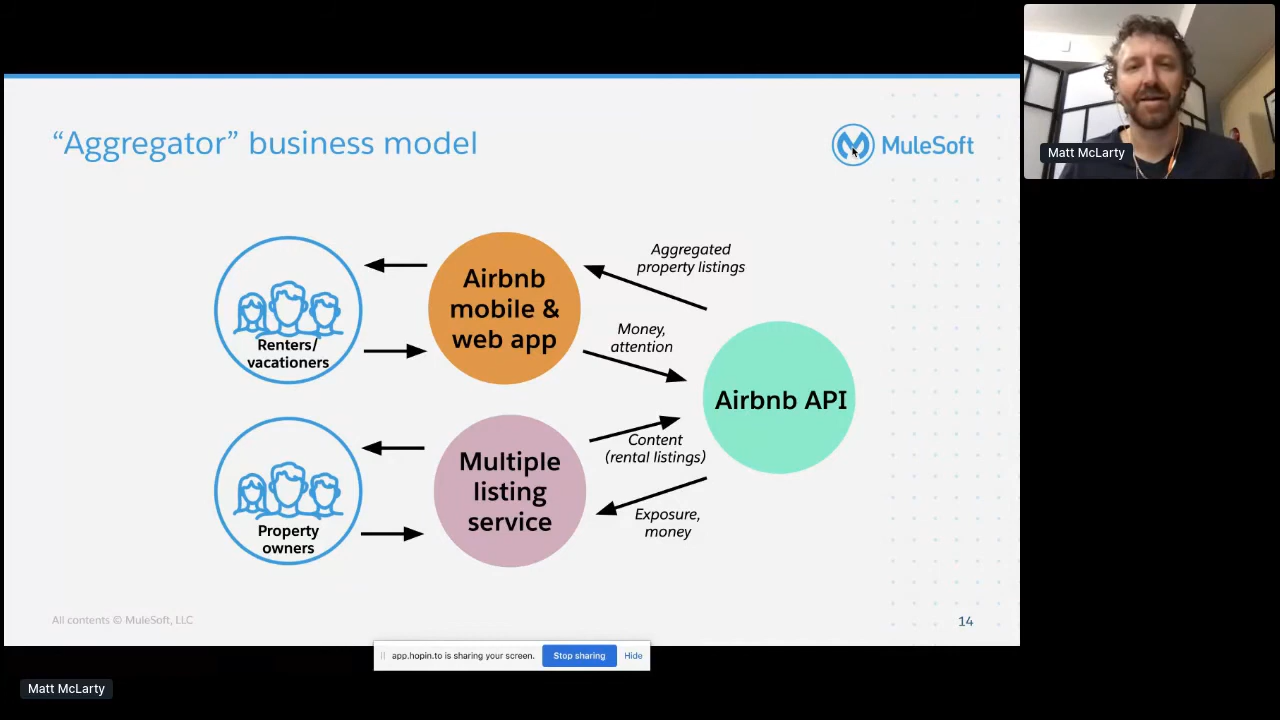 “Aggregator” business model
MuleSoft
Matt McLarty
Renters/
vacationers
Airbnb
mobile &
web app
Aggregated
property listings
Money,
attention
Airbnb API
Property
owners
Multiple
listing
service
Content
(rental listings)
Exposure,
money
All contents © MuleSoft, LLC
14
app.hopin.to is sharing your screen.
Stop sharing
Hide
Matt McLarty